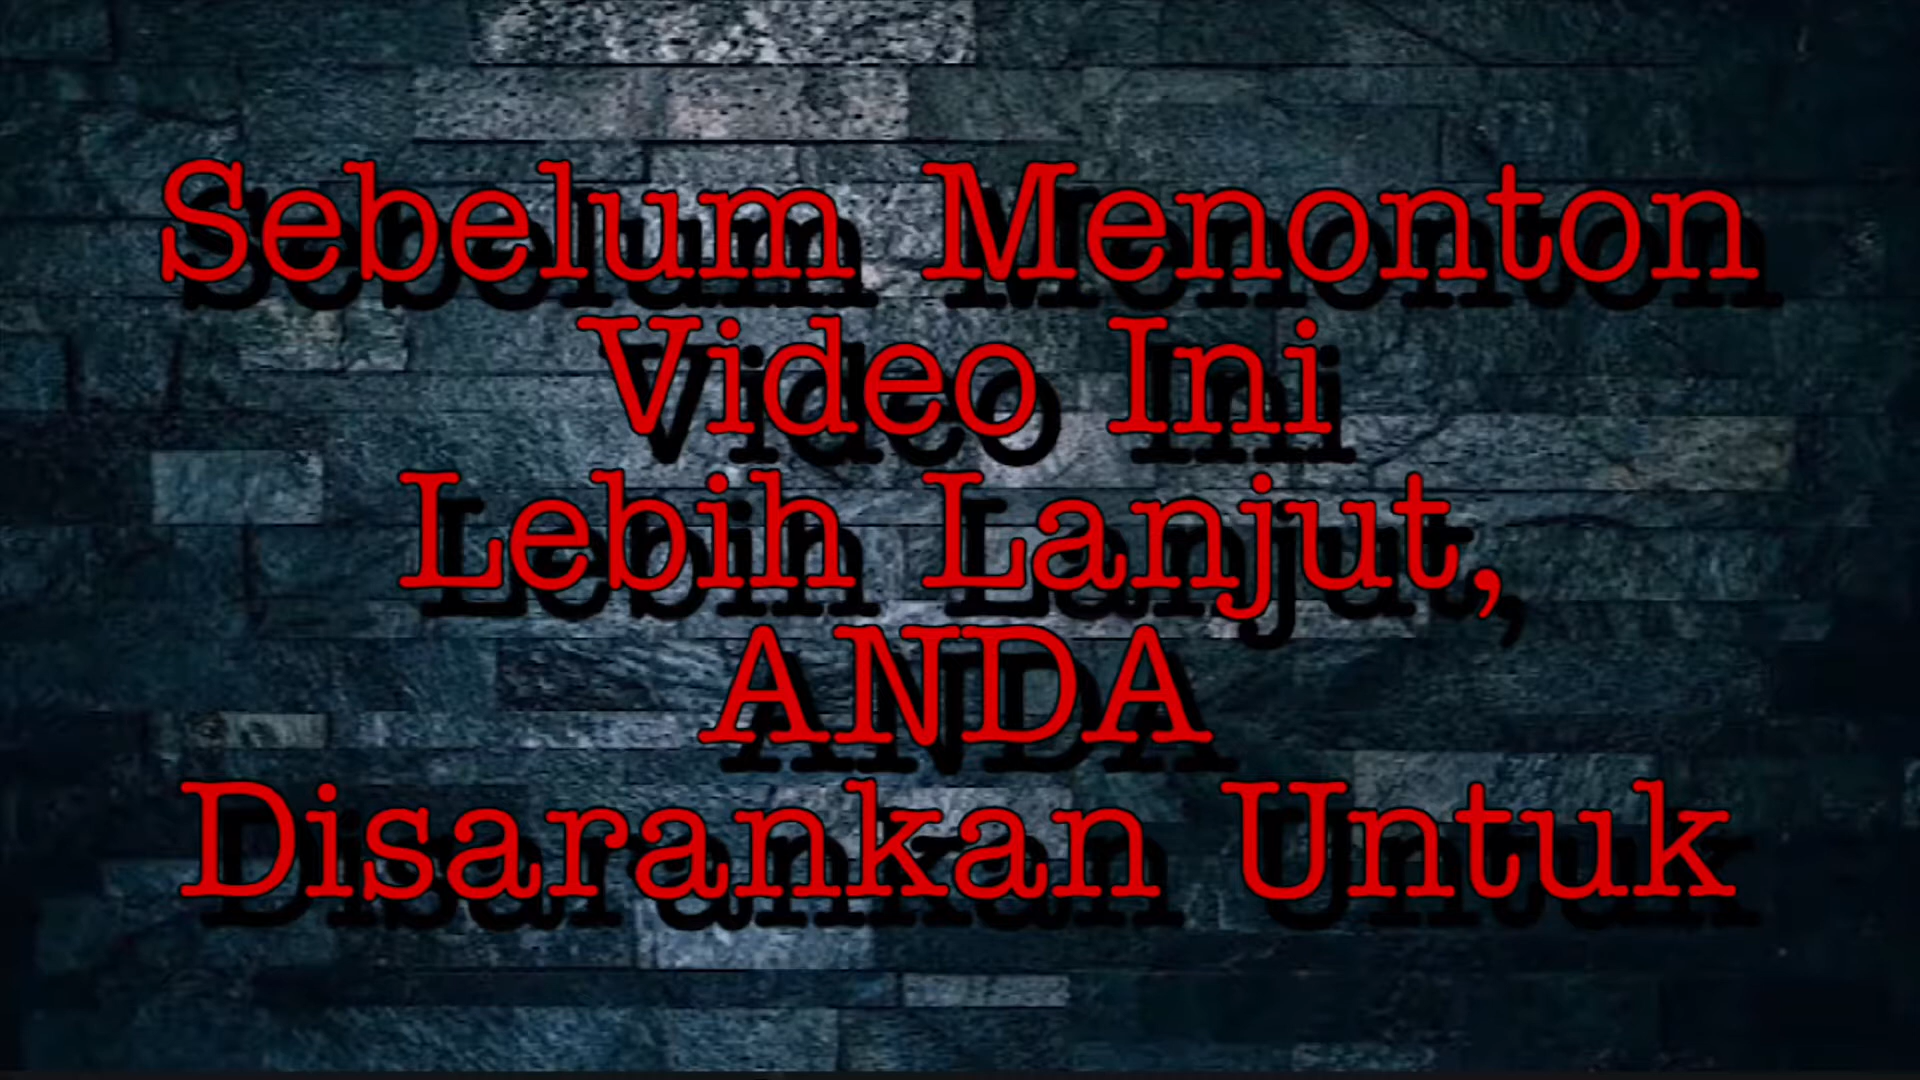 Sebelum Menonton
Video Ini
Lebih Lanjut,
ANDA
Disarankan Untuk